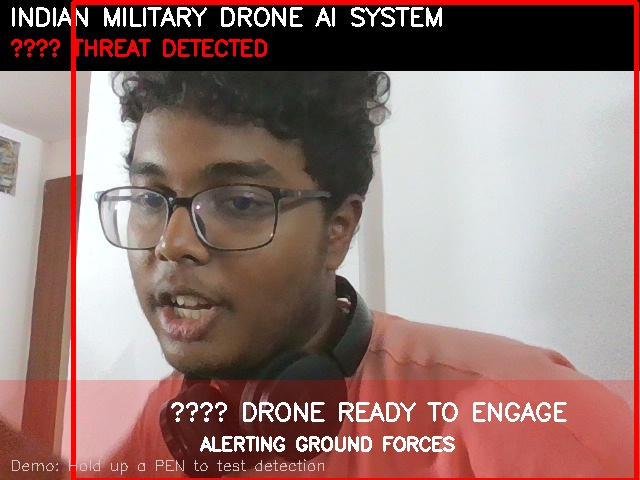 INDIAN MILITARY DRONE AI SYSTEM
???? THREAT DETECTED
???? DRONE READY TO ENGAGE
ALERTING GROUND FORCES
Demo: Hold up a PEN to test detection